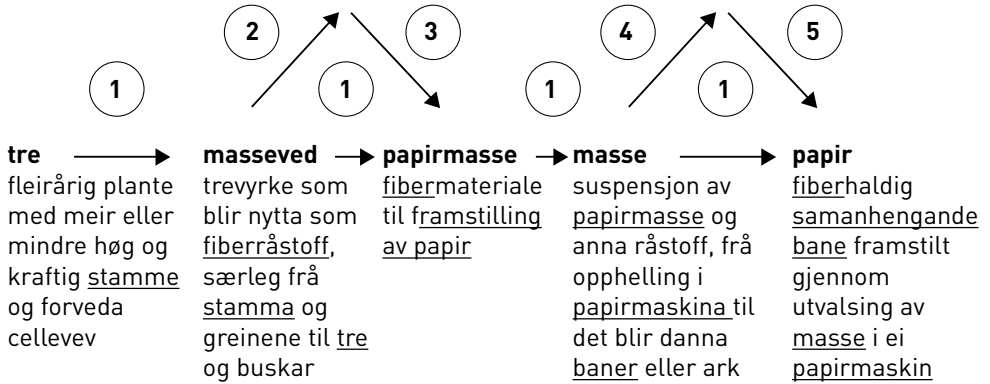 2
3
4
5
1
1
1
1
tre
fleirårig plante
med meir eller
mindre høg og
kraftig stamme
og forveda
cellevev
masseved
trevyrke som
blir nytta som
fiberråstoff,
særleg frå
stamma og
greinene til tre
og buskar
papirmasse
fibermateriale
til framstilling
av papir
masse
suspensjon av
papirmasse og
anna råstoff, frå
opphelling i
papirmaskina til
det blir danna
baner eller ark
papir
fiberhaldig
samanhengande
bane framstilt
gjennom
utvalsing av
masse i ei
papirmaskin